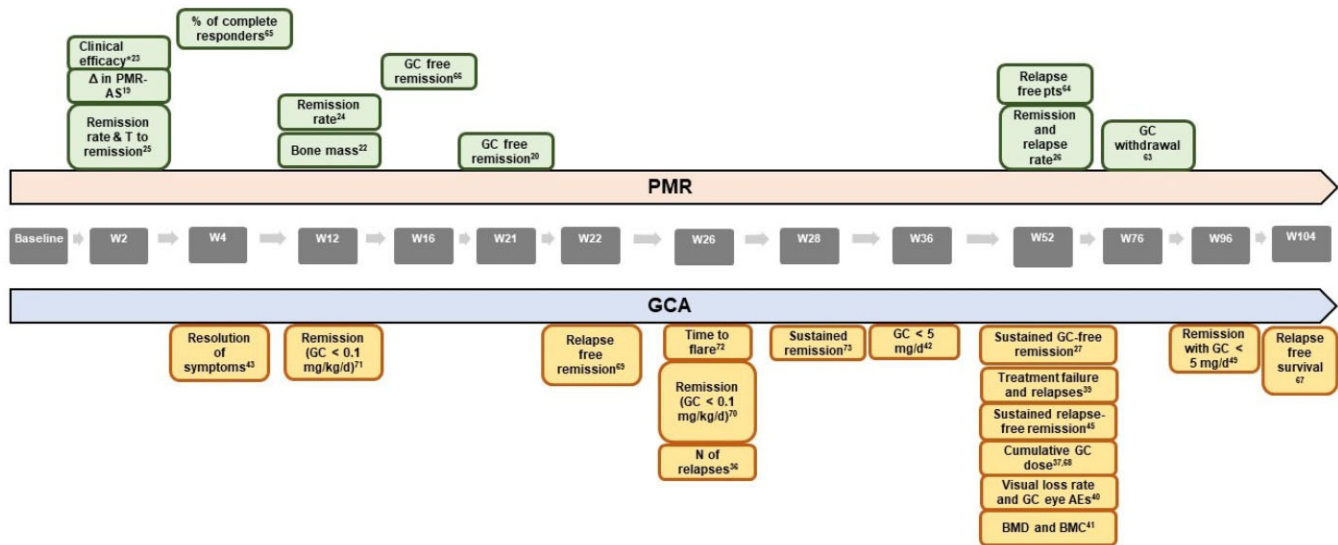 % of complete
responders⁶⁵
Clinical
efficacy*²³
Δ in PMR-
AS¹⁹
Remission
rate & T to
remission²⁵
Remission
rate²⁴
Bone mass²²
GC free
remission⁶⁶
GC free
remission²⁰
Relapse
free pts⁶⁴
Remission
and
relapse
rate²⁶
GC
withdrawal
⁶³
PMR
Baseline
W2
W4
W12
W16
W21
W22
W26
W28
W36
W52
W76
W96
W104
GCA
Resolution
of
symptoms⁴³
Remission
(GC < 0.1
mg/kg/d)⁷¹
Relapse
free
remission⁶⁹
Time to
flare⁷²
Remission
(GC < 0.1
mg/kg/d)⁷⁰
N of
relapses³⁶
Sustained
remission⁷³
GC < 5
mg/d⁴²
Sustained GC-free
remission²⁷
Treatment failure
and relapses³⁹
Sustained relapse-
free remission⁴⁵
Cumulative GC
dose³⁷,⁶⁸
Visual loss rate
and GC eye AEs⁴⁰
BMD and BMC⁴¹
Remission
with GC <
5 mg/d⁴⁹
Relapse
free
survival
⁶⁷